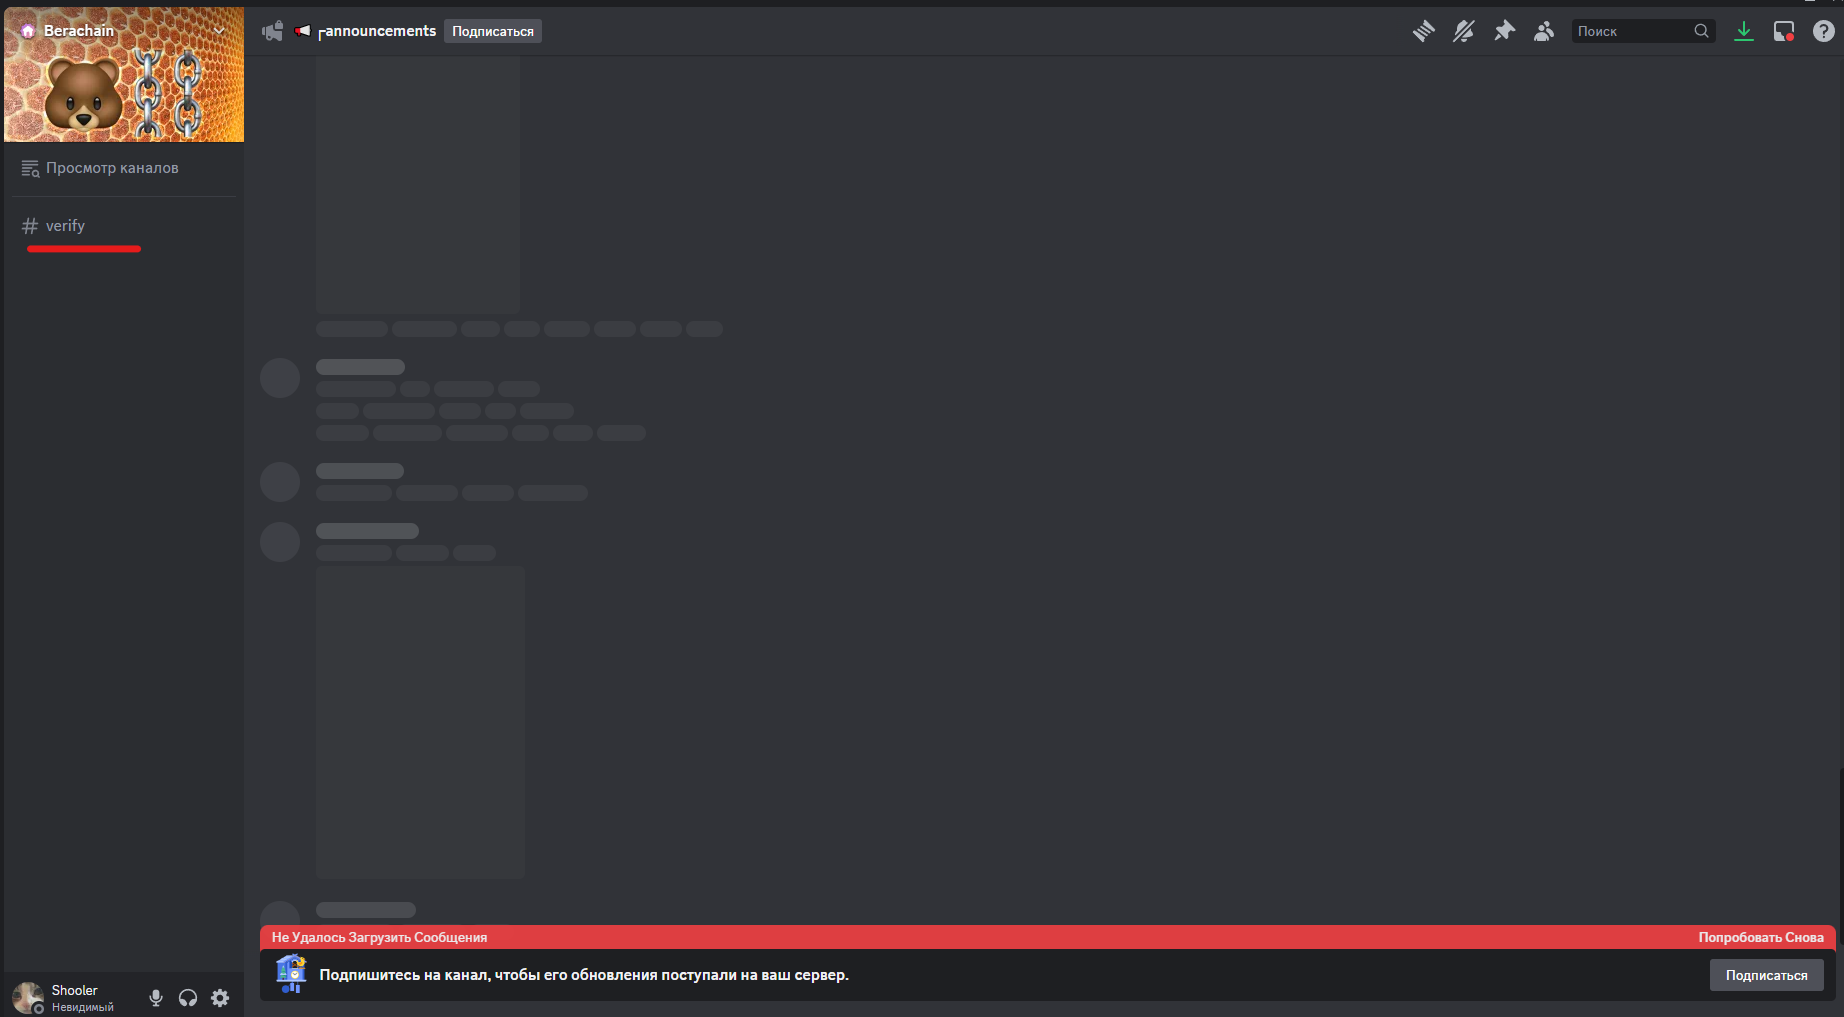 Berachain
announcements
Подписаться
Поиск
Просмотр каналов
verify
Не Удалось Загрузить Сообщения
Попробовать Снова
Подпишитесь на канал, чтобы его обновления поступали на ваш сервер.
Подписаться
Shooler
Невидимый